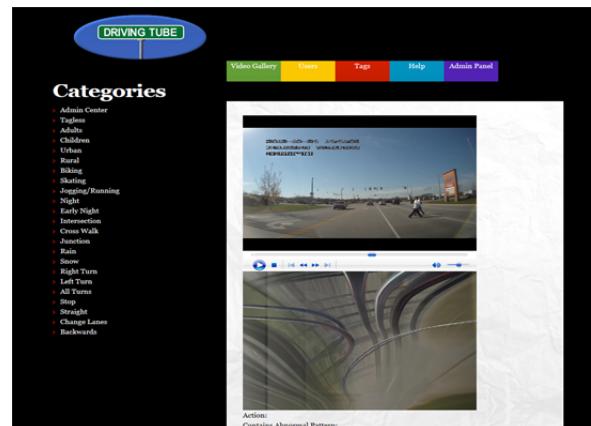 DRIVING TUBE
Video Gallery
Users
Tags
Help
Admin Panel
Categories
Admin Center
Tagless
Adults
Children
Urban
Rural
Biking
Skating
Jogging/Running
Night
Early Night
Intersection
Cross Walk
Junction
Rain
Snow
Right Turn
Left Turn
All Turns
Stop
Straight
Change Lanes
Backwards
Action:
Contains Abnormal Pattern: